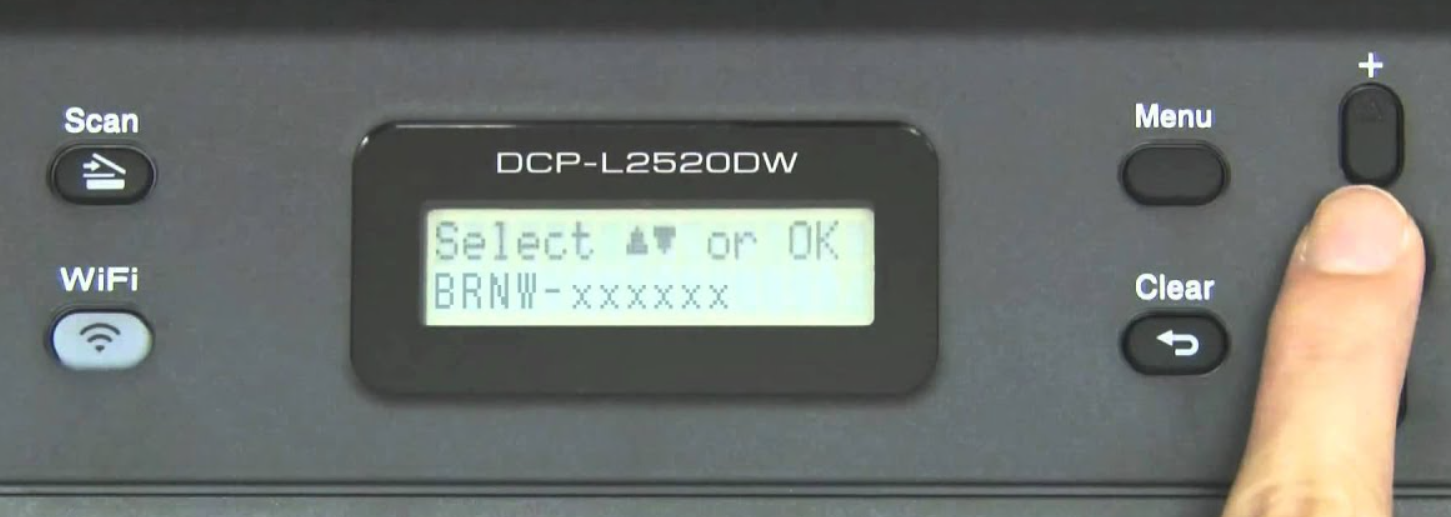 Scan
WiFi
DCP-L2520DW
Select ▲▼ or OK
BRNW-xxxxxx
Menu
Clear
+